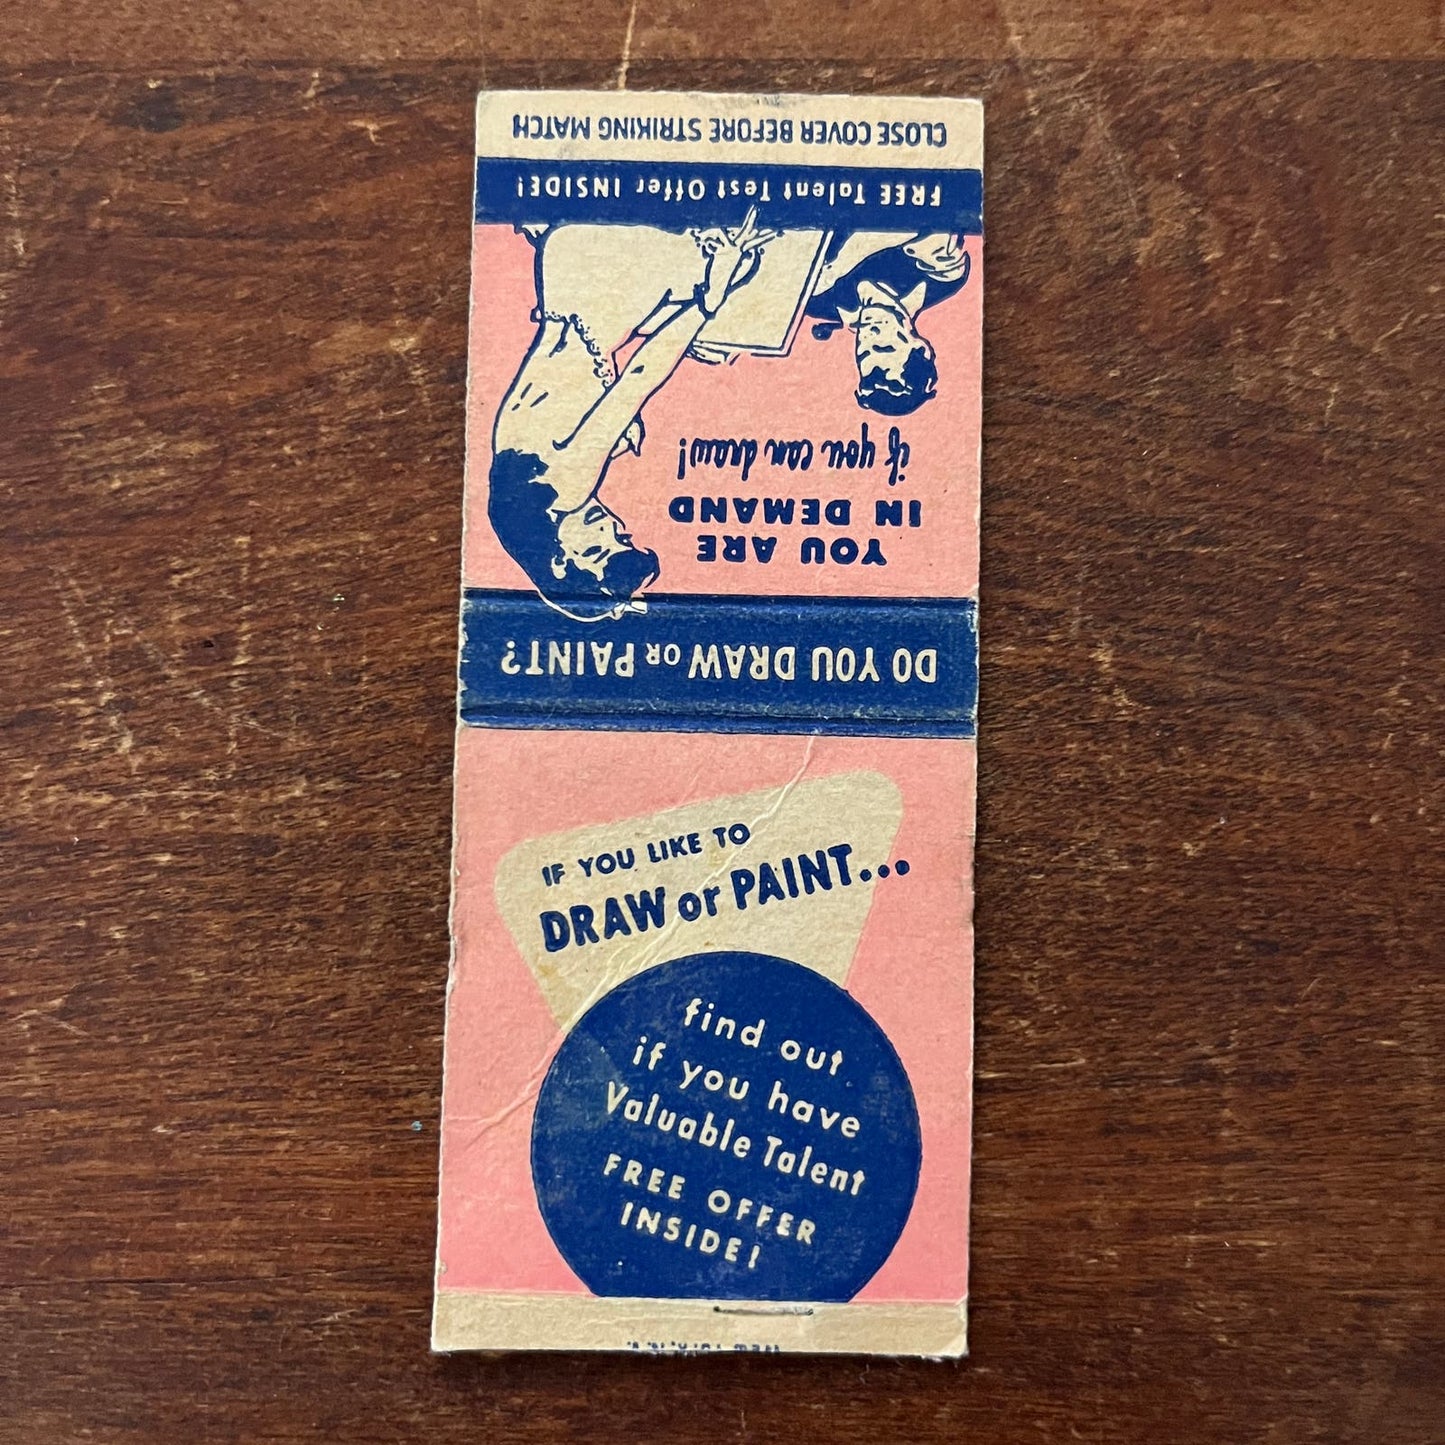 CLOSE COVER BEFORE STRIKING MATCH
FREE Talent Test Offer INSIDE!
if you can draw!
IN DEMAND
YOU ARE
DO YOU DRAW OR PAINT?
IF YOU LIKE TO
DRAW or PAINT...
find out
if you have
Valuable Talent
FREE OFFER
INSIDE!